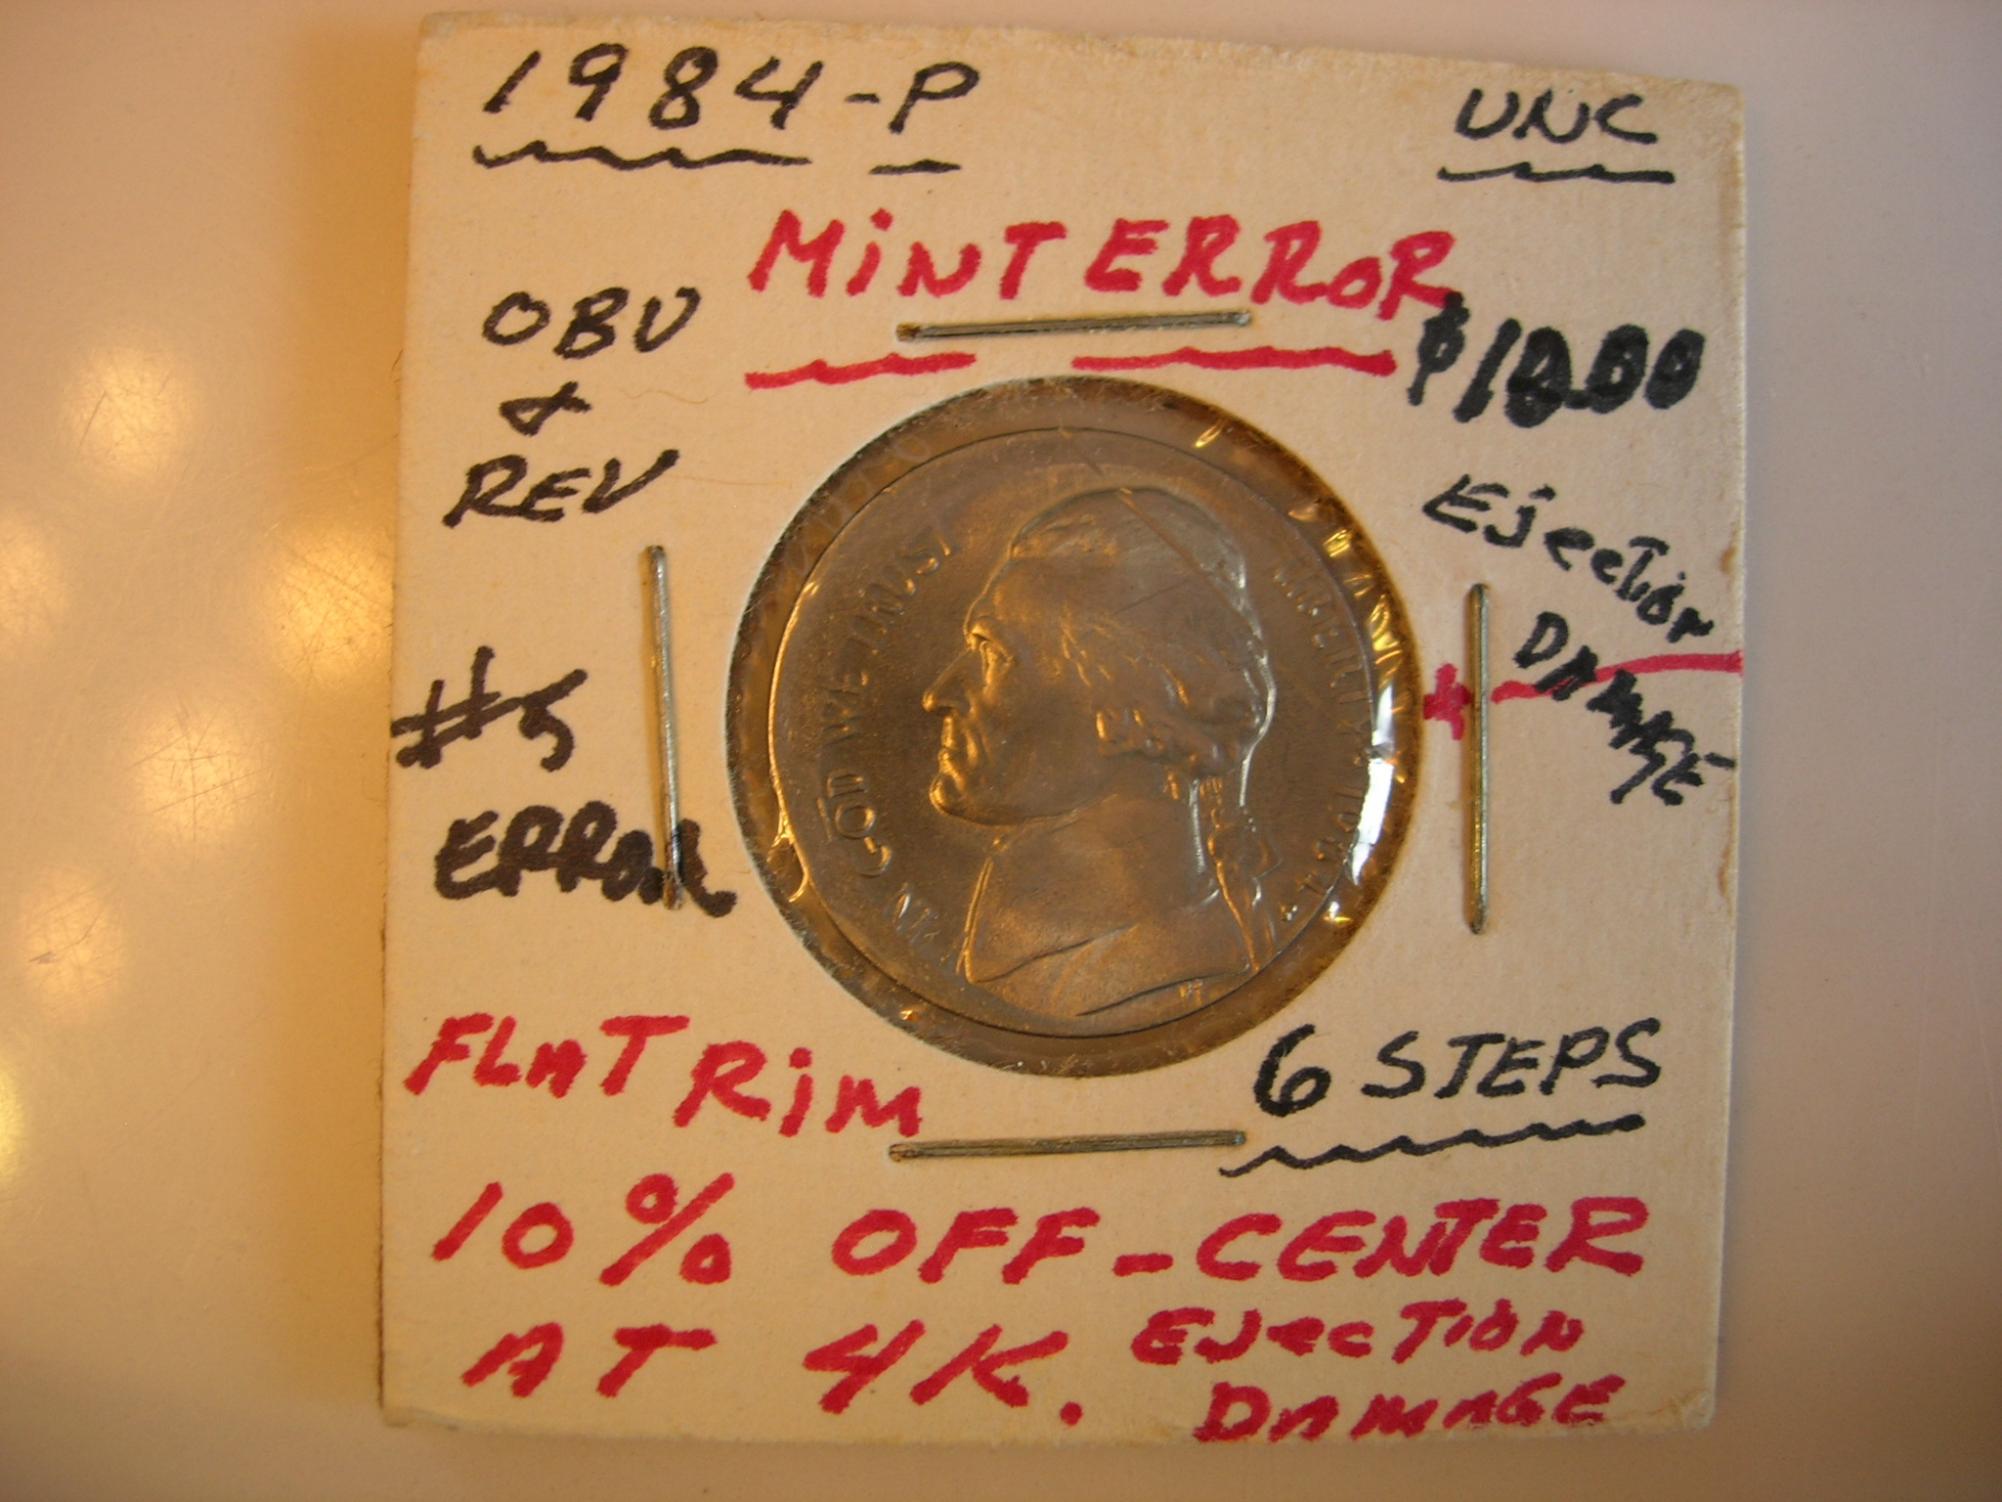 1984-P
UNC
MINT ERROR
$10.00
OBV
&
REV
EJECTION
DAMAGE
#5
ERROR
IN GOD WE TRUST
LIBERTY
FLAT RIM
6 STEPS
10% OFF-CENTER
AT 4K. EJECTION
DAMAGE